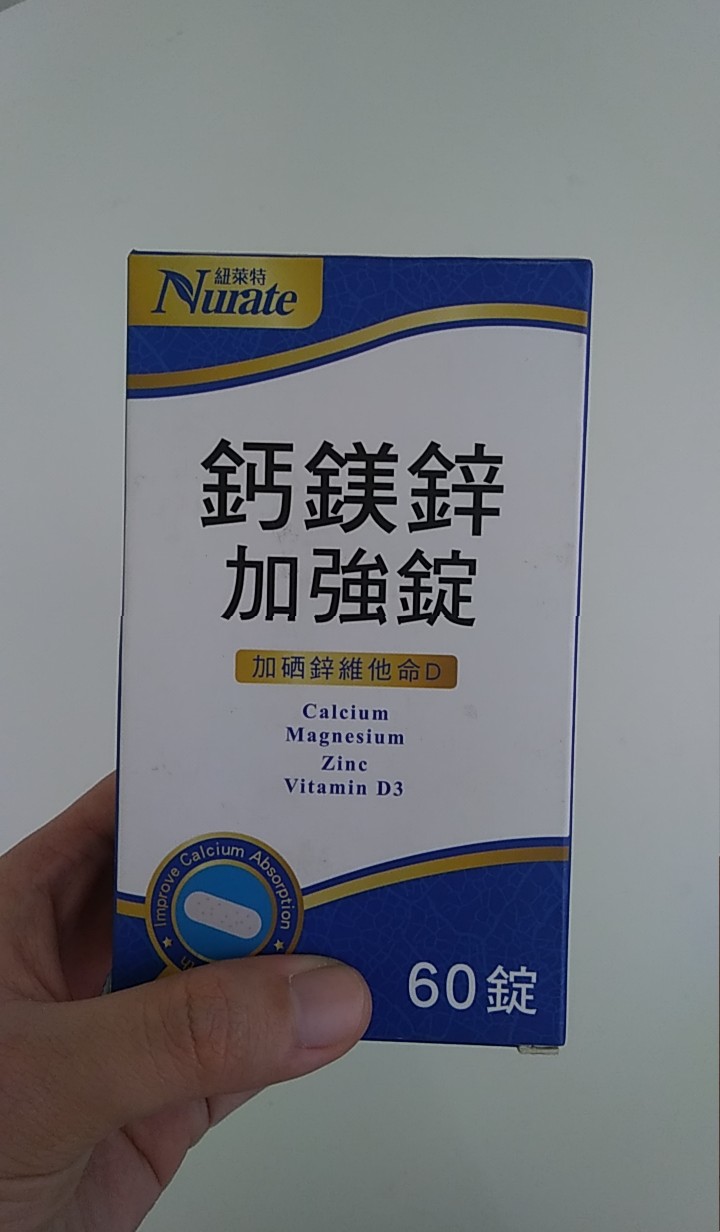 紐萊特
Nurate
鈣鎂鋅
加強錠
加硒鋅維他命D
Calcium
Magnesium
Zinc
Vitamin D3
Improve Calcium Absorption
60錠